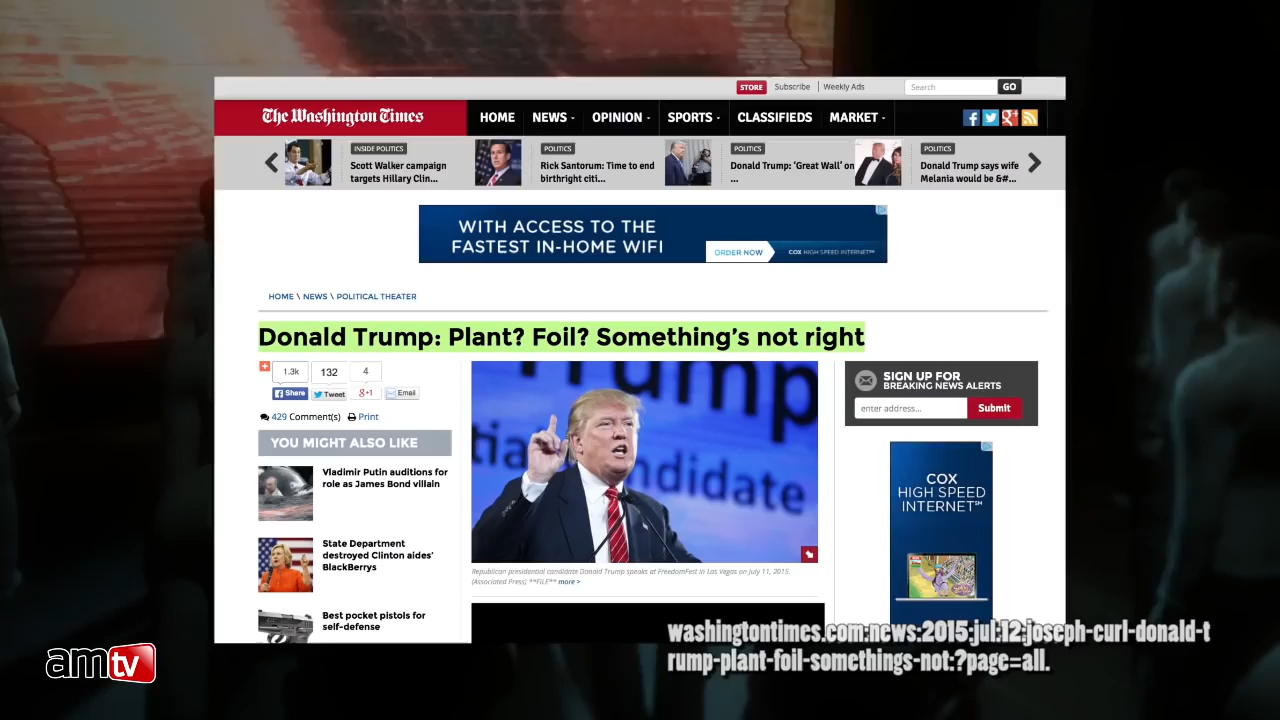 STORE Subscribe Weekly Ads Search GO
The Washington Times HOME NEWS OPINION SPORTS CLASSIFIEDS MARKET
INSIDE POLITICS
Scott Walker campaign
targets Hillary Clin...
POLITICS
Rick Santorum: Time to end
birthright citi...
POLITICS
Donald Trump: ‘Great Wall’ on
...
POLITICS
Donald Trump says wife
Melania would be &#...
WITH ACCESS TO THE
FASTEST IN-HOME WIFI
ORDER NOW COX HIGH SPEED INTERNET℠
HOME \ NEWS \ POLITICAL THEATER
Donald Trump: Plant? Foil? Something’s not right
1.3k 132 4
Share Tweet g+1 Email
429 Comment(s) Print
YOU MIGHT ALSO LIKE
Vladimir Putin auditions for
role as James Bond villain
State Department
destroyed Clinton aides’
BlackBerrys
Best pocket pistols for
self-defense
Trump
candidate
Republican presidential candidate Donald Trump speaks at FreedomFest in Las Vegas on July 11, 2015.
(Associated Press) **FILE** more >
SIGN UP FOR
BREAKING NEWS ALERTS
enter address... Submit
COX
HIGH SPEED
INTERNET℠
washingtontimes.com:news:2015:jul:12:joseph-curl-donald-t
rump-plant-foil-somethings-not:?page=all.
amtv